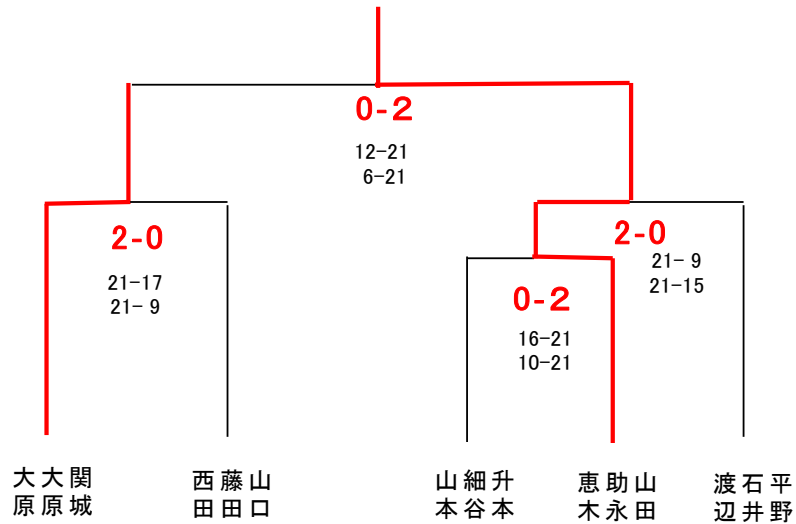 0-2
12-21
6-21
2-0
21-17
21- 9
2-0
21- 9
21-15
0-2
16-21
10-21
大大関
原原城
西藤山
田田口
山細升
本谷本
恵助山
木永田
渡石平
辺井野